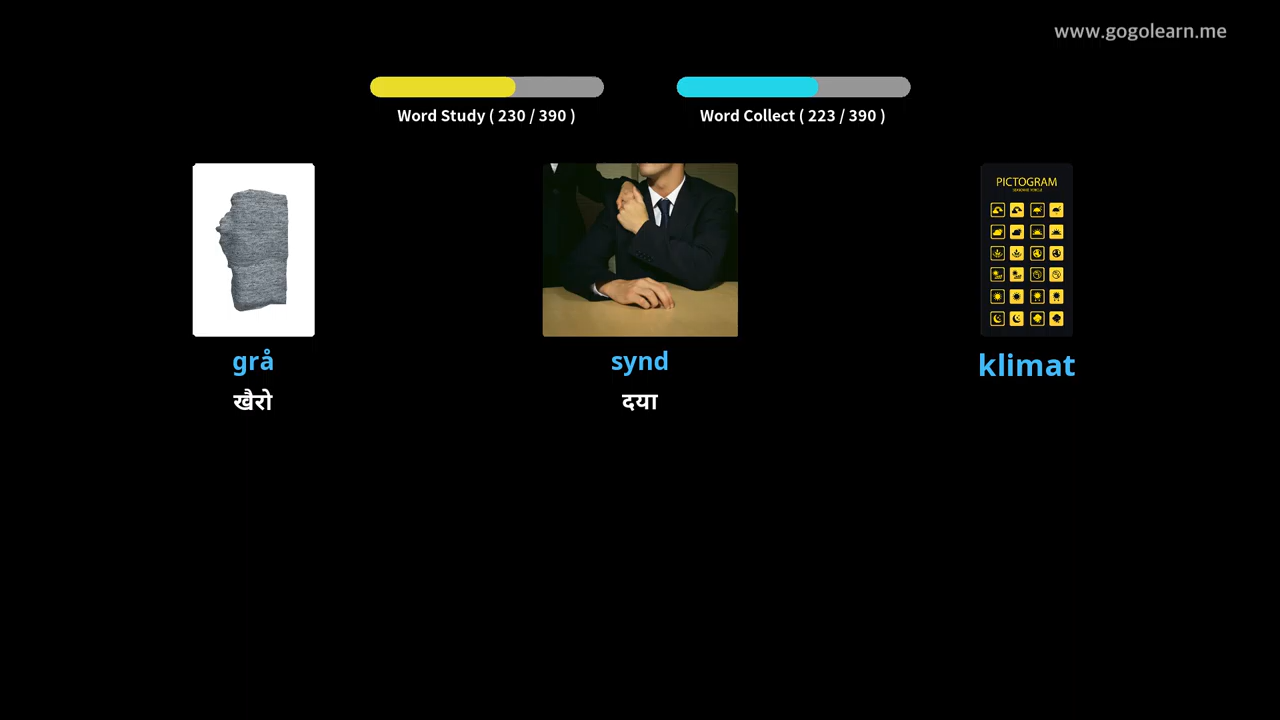 www.gogolearn.me
Word Study ( 230 / 390 )
Word Collect ( 223 / 390 )
PICTOGRAM
grå
synd
klimat
खैरो
दया